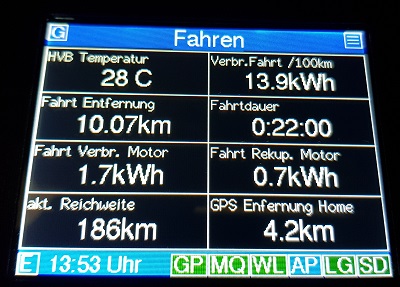 G Fahren
HVB Temperatur
28 C
Verbr.Fahrt /100km
13.9kWh
Fahrt Entfernung
10.07km
Fahrtdauer
0:22:00
Fahrt Verbr. Motor
1.7kWh
Fahrt Rekup. Motor
0.7kWh
akt. Reichweite
186km
GPS Enfernung Home
4.2km
E 13:53 Uhr GP MQ WL AP LG SD